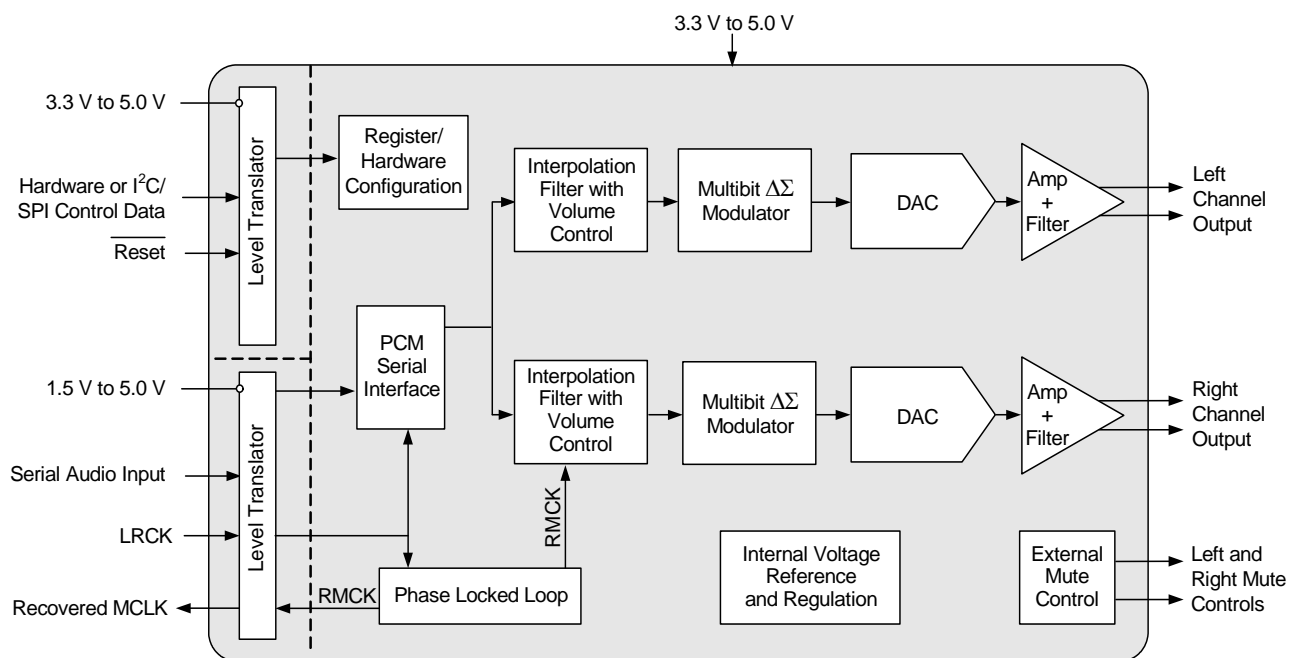 3.3 V to 5.0 V
3.3 V to 5.0 V
Hardware or I²C/
SPI Control Data
Reset
Level Translator
Register/
Hardware
Configuration
Interpolation
Filter with
Volume
Control
Multibit ΔΣ
Modulator
DAC
Amp
+
Filter
Left
Channel
Output
PCM
Serial
Interface
1.5 V to 5.0 V
Serial Audio Input
LRCK
Recovered MCLK
Level Translator
Interpolation
Filter with
Volume
Control
Multibit ΔΣ
Modulator
DAC
Amp
+
Filter
Right
Channel
Output
RMCK
RMCK
Phase Locked Loop
Internal Voltage
Reference
and Regulation
External
Mute
Control
Left and
Right Mute
Controls